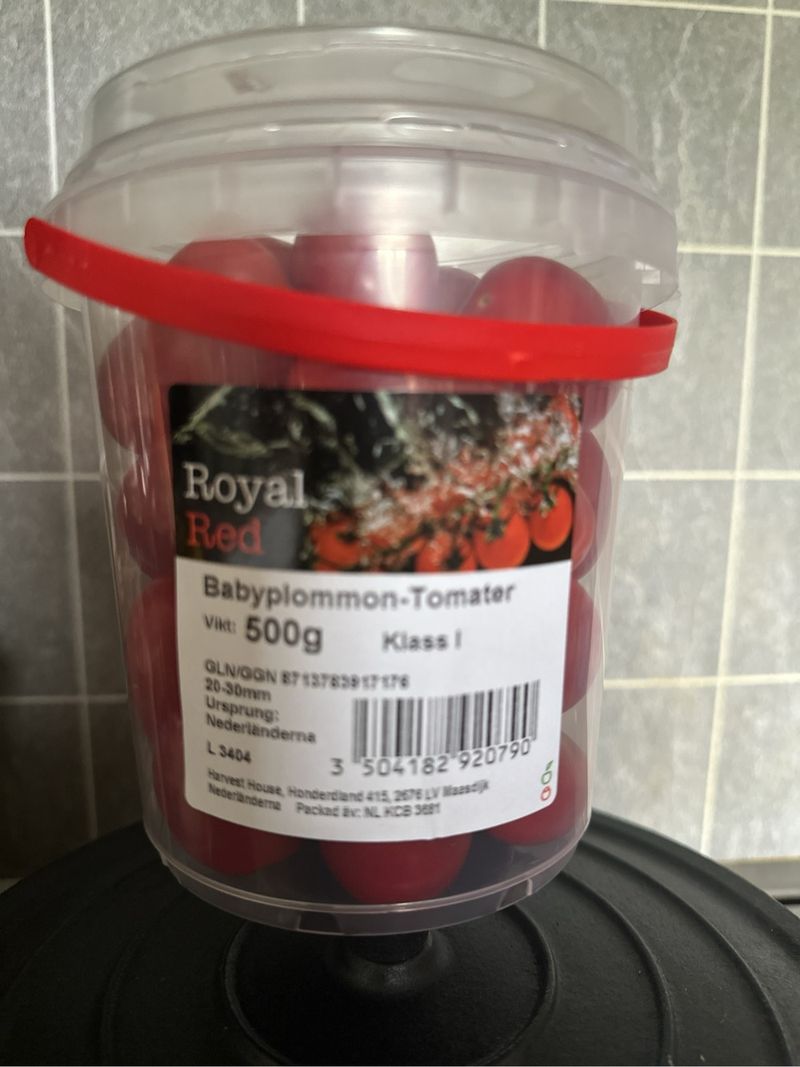 Royal
Red
Babyplommon-Tomater
Vikt: 500g Klass I
GLN/GGN 8713783917176
20-30mm
Ursprung:
Nederländerna
L 3404
3 504182 920790
Harvest House, Honderdland 415, 2676 LV Maasdijk
Nederländerna Packad av: NL KCB 3681